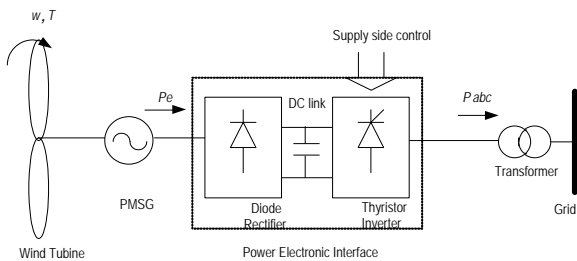 w, T
Supply side control
Pe
DC link
P abc
PMSG
Diode
Rectifier
Thyristor
Inverter
Transformer
Grid
Wind Tubine
Power Electronic Interface